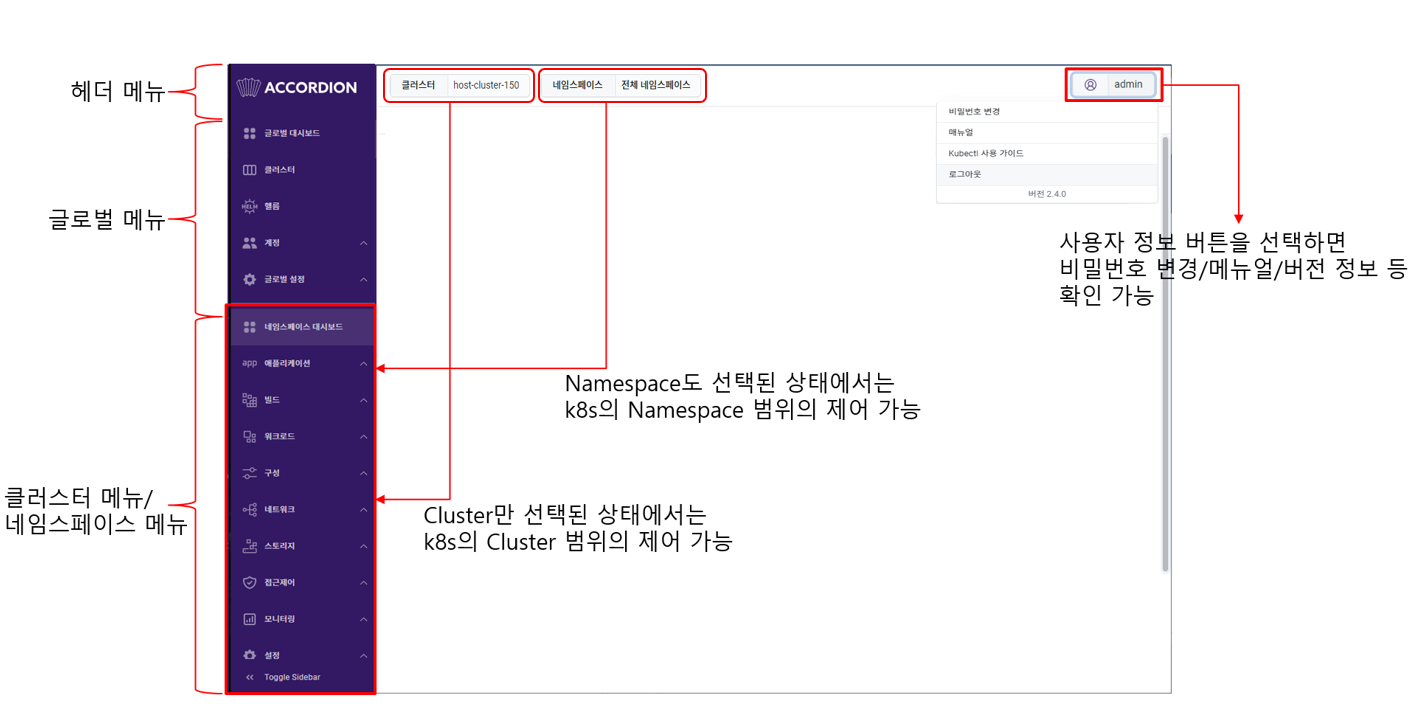 헤더 메뉴
글로벌 메뉴
클러스터 메뉴/
네임스페이스 메뉴
ACCORDION
글로벌 대시보드
클러스터
HELM 헬름
계정
글로벌 설정
네임스페이스 대시보드
app 애플리케이션
빌드
워크로드
구성
네트워크
스토리지
접근제어
모니터링
설정
Toggle Sidebar
클러스터 host-cluster-150
네임스페이스 전체 네임스페이스
admin
비밀번호 변경
매뉴얼
Kubectl 사용 가이드
로그아웃
버전 2.4.0
사용자 정보 버튼을 선택하면
비밀번호 변경/메뉴얼/버전 정보 등
확인 가능
Namespace도 선택된 상태에서는
k8s의 Namespace 범위의 제어 가능
Cluster만 선택된 상태에서는
k8s의 Cluster 범위의 제어 가능